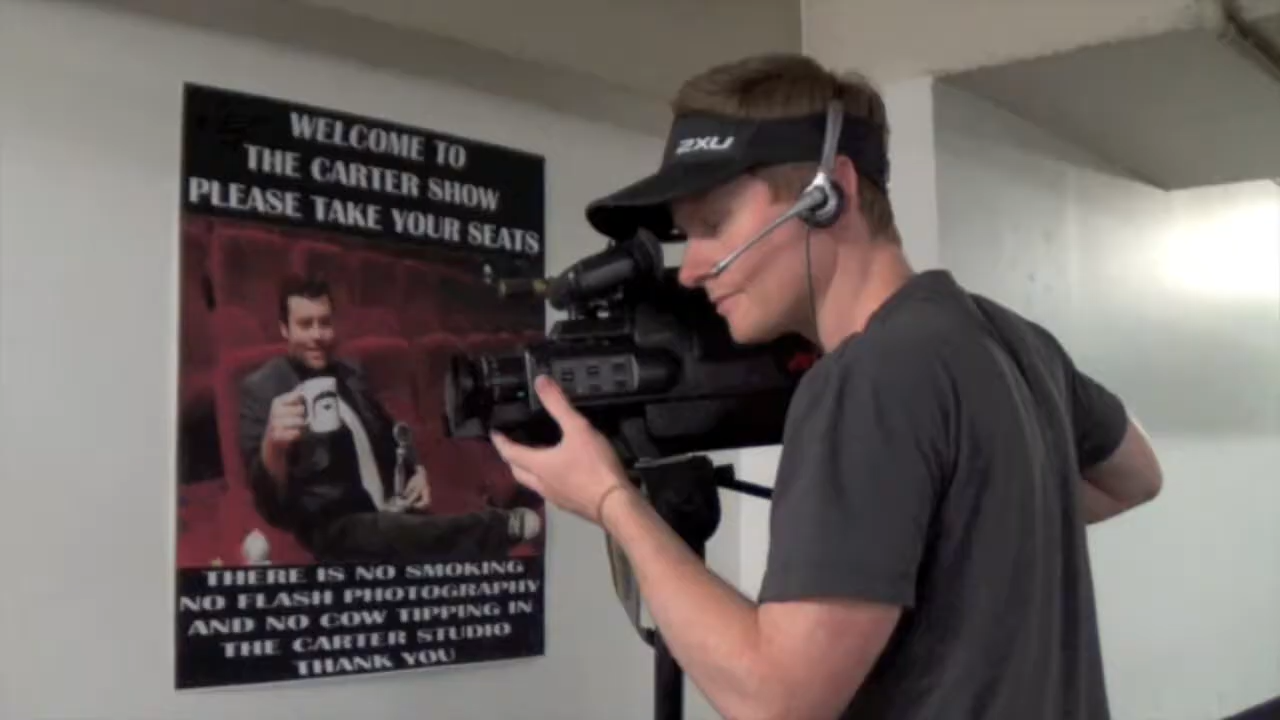 WELCOME TO
THE CARTER SHOW
PLEASE TAKE YOUR SEATS
2XU
THERE IS NO SMOKING
NO FLASH PHOTOGRAPHY
AND NO COW TIPPING IN
THE CARTER STUDIO
THANK YOU